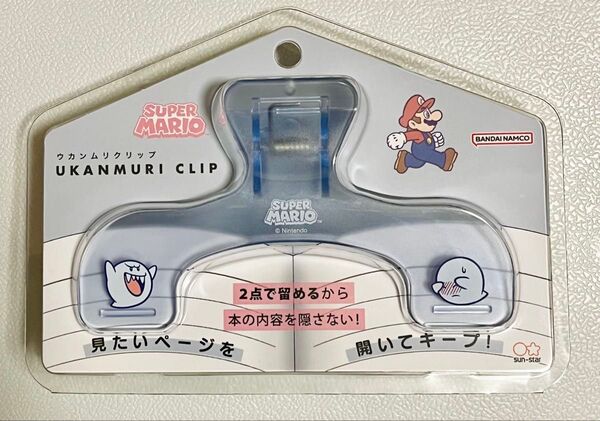 SUPER
MARIO
BANDAI NAMCO
ウカンムリクリップ
UKANMURI CLIP
SUPER
MARIO™
© Nintendo
2点で留めるから
本の内容を隠さない!
見たいページを
開いてキープ!
sun-star